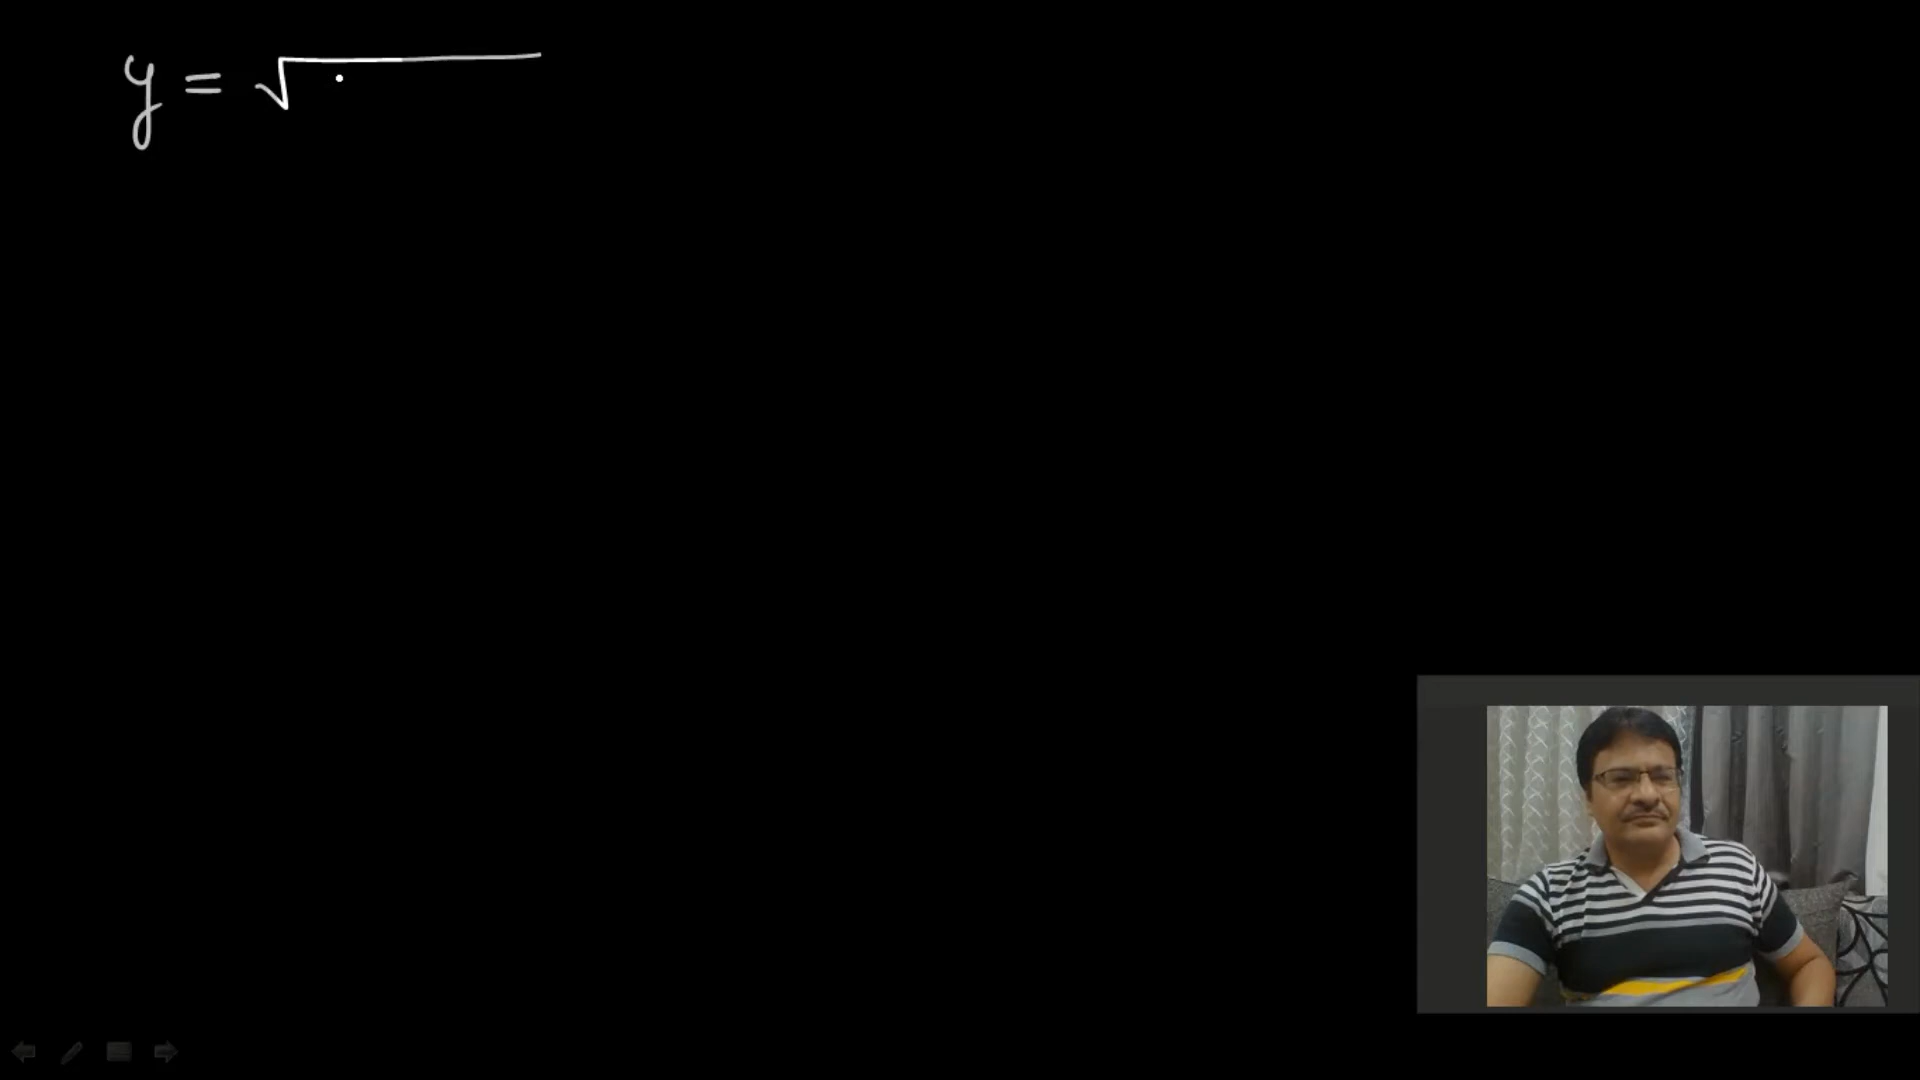 y = √